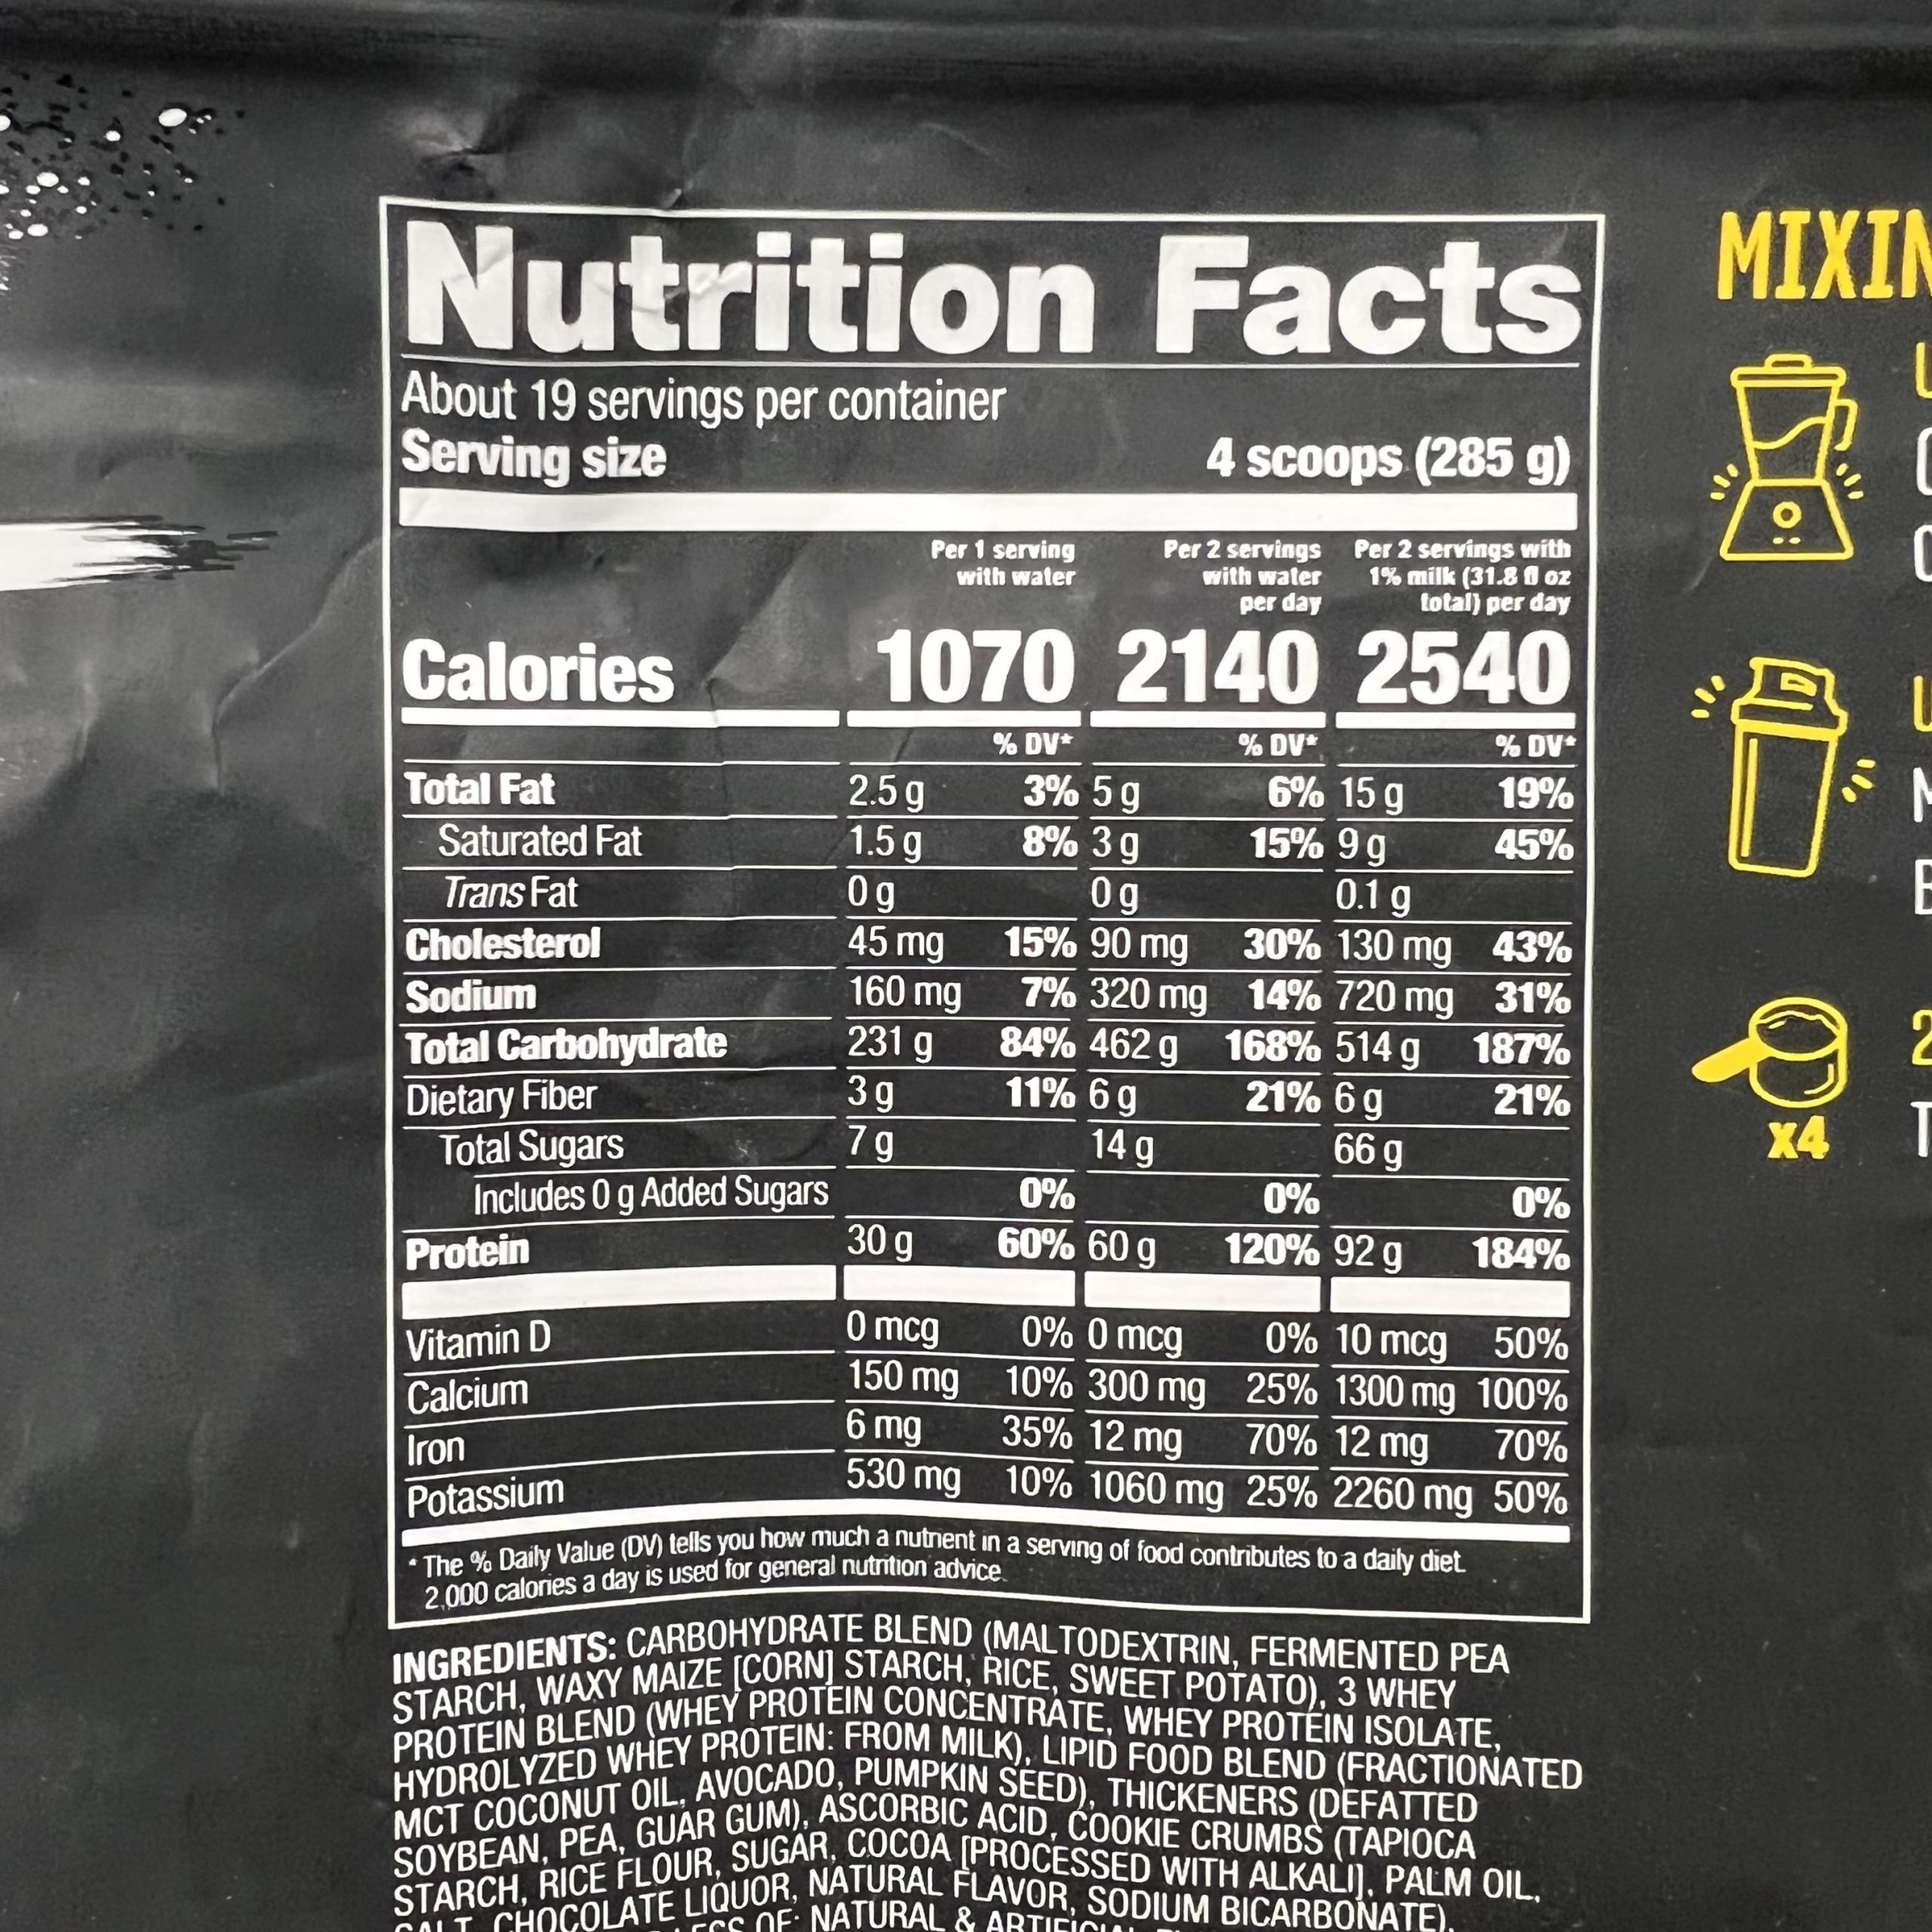 Nutrition Facts
About 19 servings per container
Serving size 4 scoops (285 g)
Per 1 serving with water
Per 2 servings with water per day
Per 2 servings with 1% milk (31.8 fl oz total) per day
Calories 1070 2140 2540
% DV* % DV* % DV*
Total Fat 2.5 g 3% 5 g 6% 15 g 19%
Saturated Fat 1.5 g 8% 3 g 15% 9 g 45%
Trans Fat 0 g 0 g 0.1 g
Cholesterol 45 mg 15% 90 mg 30% 130 mg 43%
Sodium 160 mg 7% 320 mg 14% 720 mg 31%
Total Carbohydrate 231 g 84% 462 g 168% 514 g 187%
Dietary Fiber 3 g 11% 6 g 21% 6 g 21%
Total Sugars 7 g 14 g 66 g
Includes 0 g Added Sugars 0% 0% 0%
Protein 30 g 60% 60 g 120% 92 g 184%
Vitamin D 0 mcg 0% 0 mcg 0% 10 mcg 50%
Calcium 150 mg 10% 300 mg 25% 1300 mg 100%
Iron 6 mg 35% 12 mg 70% 12 mg 70%
Potassium 530 mg 10% 1060 mg 25% 2260 mg 50%
* The % Daily Value (DV) tells you how much a nutrient in a serving of food contributes to a daily diet.
2,000 calories a day is used for general nutrition advice.
INGREDIENTS: CARBOHYDRATE BLEND (MALTODEXTRIN, FERMENTED PEA
STARCH, WAXY MAIZE [CORN] STARCH, RICE, SWEET POTATO), 3 WHEY
PROTEIN BLEND (WHEY PROTEIN CONCENTRATE, WHEY PROTEIN ISOLATE,
HYDROLYZED WHEY PROTEIN: FROM MILK), LIPID FOOD BLEND (FRACTIONATED
MCT COCONUT OIL, AVOCADO, PUMPKIN SEED), THICKENERS (DEFATTED
SOYBEAN, PEA, GUAR GUM), ASCORBIC ACID, COOKIE CRUMBS (TAPIOCA
STARCH, RICE FLOUR, SUGAR, COCOA [PROCESSED WITH ALKALI], PALM OIL,
SALT, CHOCOLATE LIQUOR, NATURAL FLAVOR, SODIUM BICARBONATE),
OF: NATURAL &
MIXIN
x4